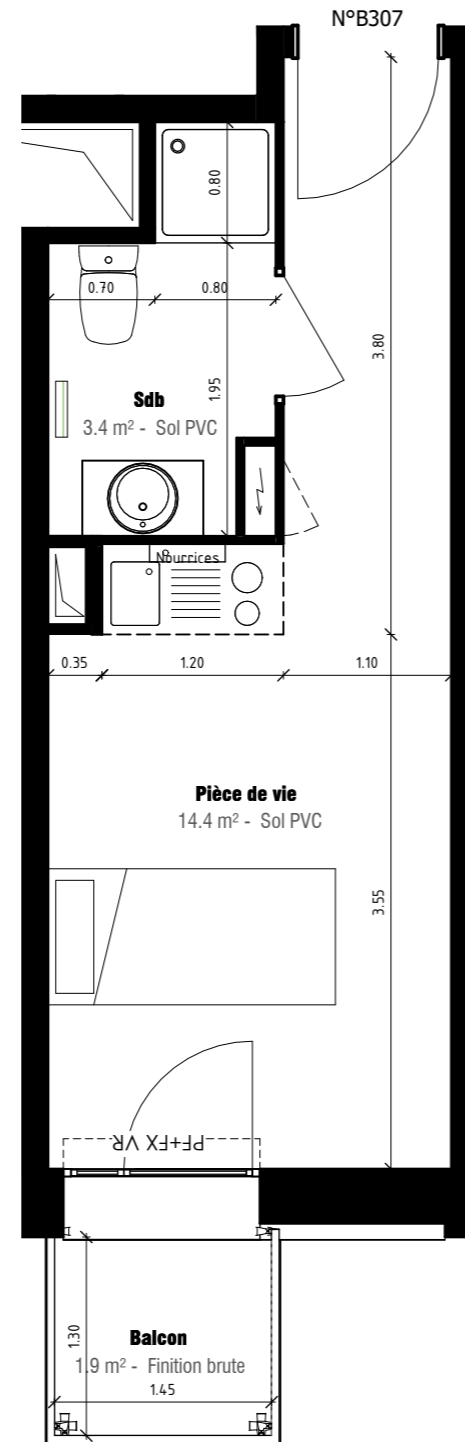 N°B307
0.80
0.70
0.80
3.80
1.95
Sdb
3.4 m² - Sol PVC
Nourrices
0.35
1.20
1.10
Pièce de vie
14.4 m² - Sol PVC
3.55
PF+FX VR
1.30
Balcon
1.9 m² - Finition brute
1.45